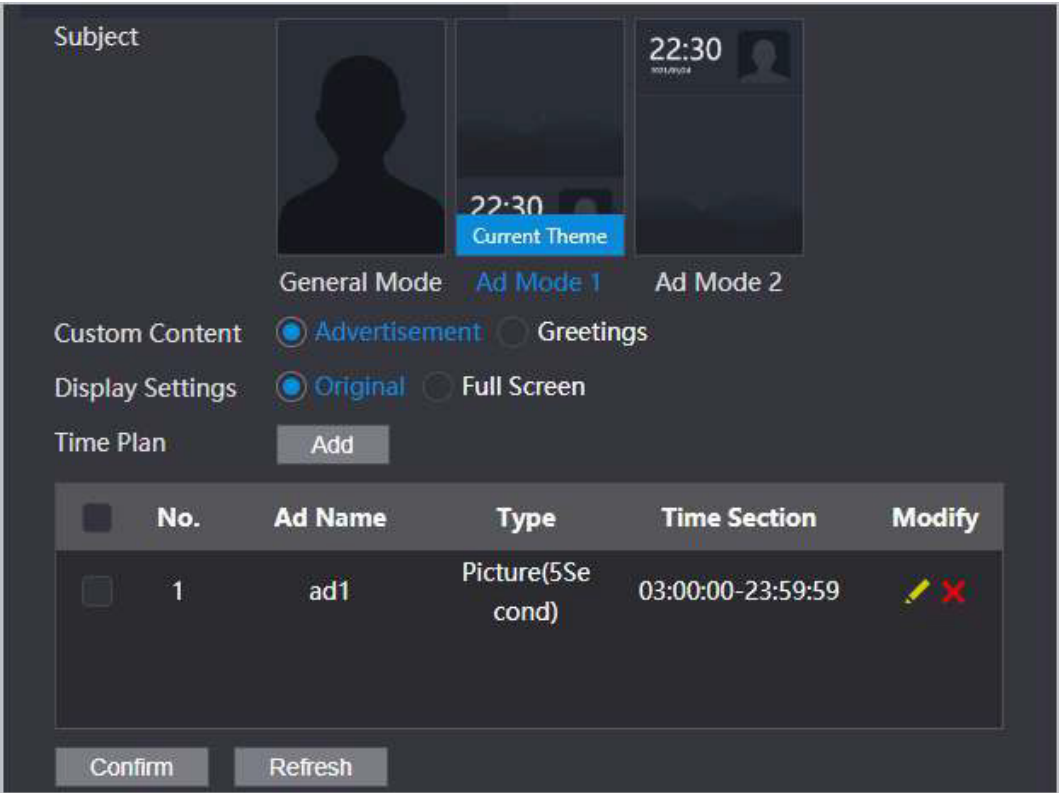 Subject
22:30
22:30
Current Theme
General Mode Ad Mode 1 Ad Mode 2
Custom Content Advertisement Greetings
Display Settings Original Full Screen
Time Plan Add
No. Ad Name Type Time Section Modify
1 ad1 Picture(5Se
cond) 03:00:00-23:59:59
Confirm Refresh